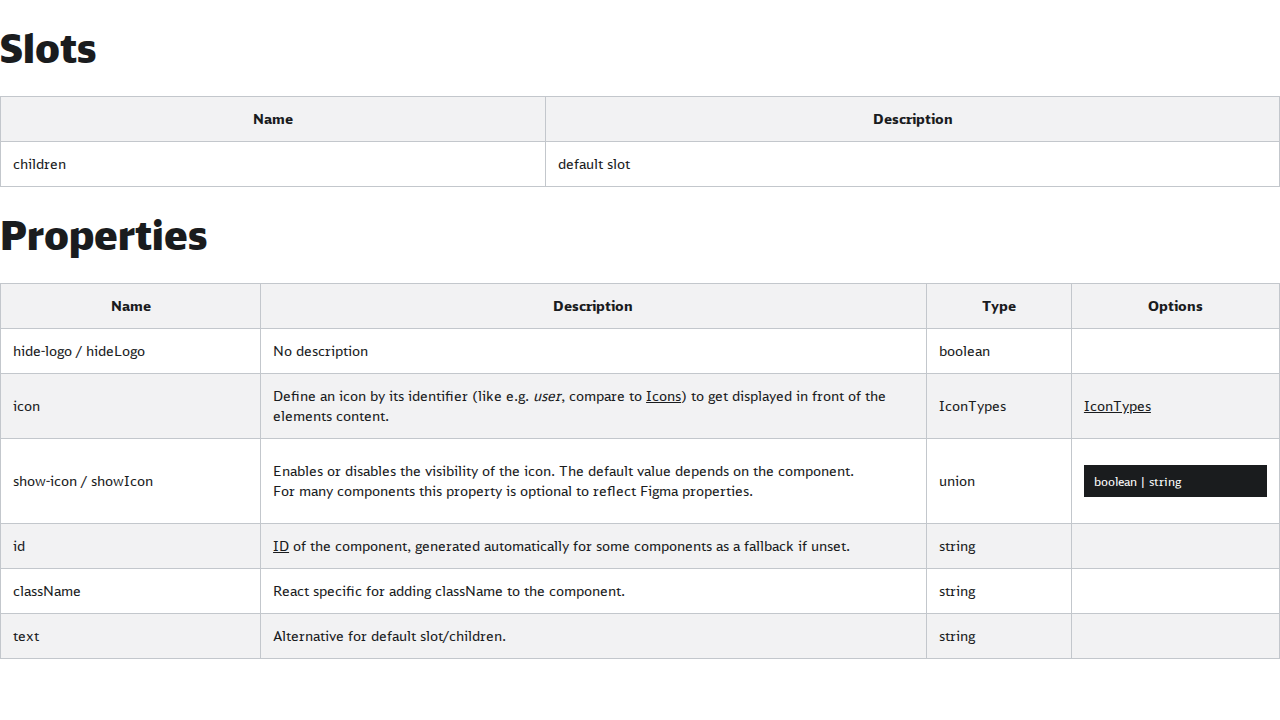 Slots
Name Description
children default slot
Properties
Name Description Type Options
hide-logo / hideLogo No description boolean
icon Define an icon by its identifier (like e.g. user, compare to Icons) to get displayed in front of the elements content. IconTypes IconTypes
show-icon / showIcon Enables or disables the visibility of the icon. The default value depends on the component.
For many components this property is optional to reflect Figma properties. union boolean | string
id ID of the component, generated automatically for some components as a fallback if unset. string
className React specific for adding className to the component. string
text Alternative for default slot/children. string